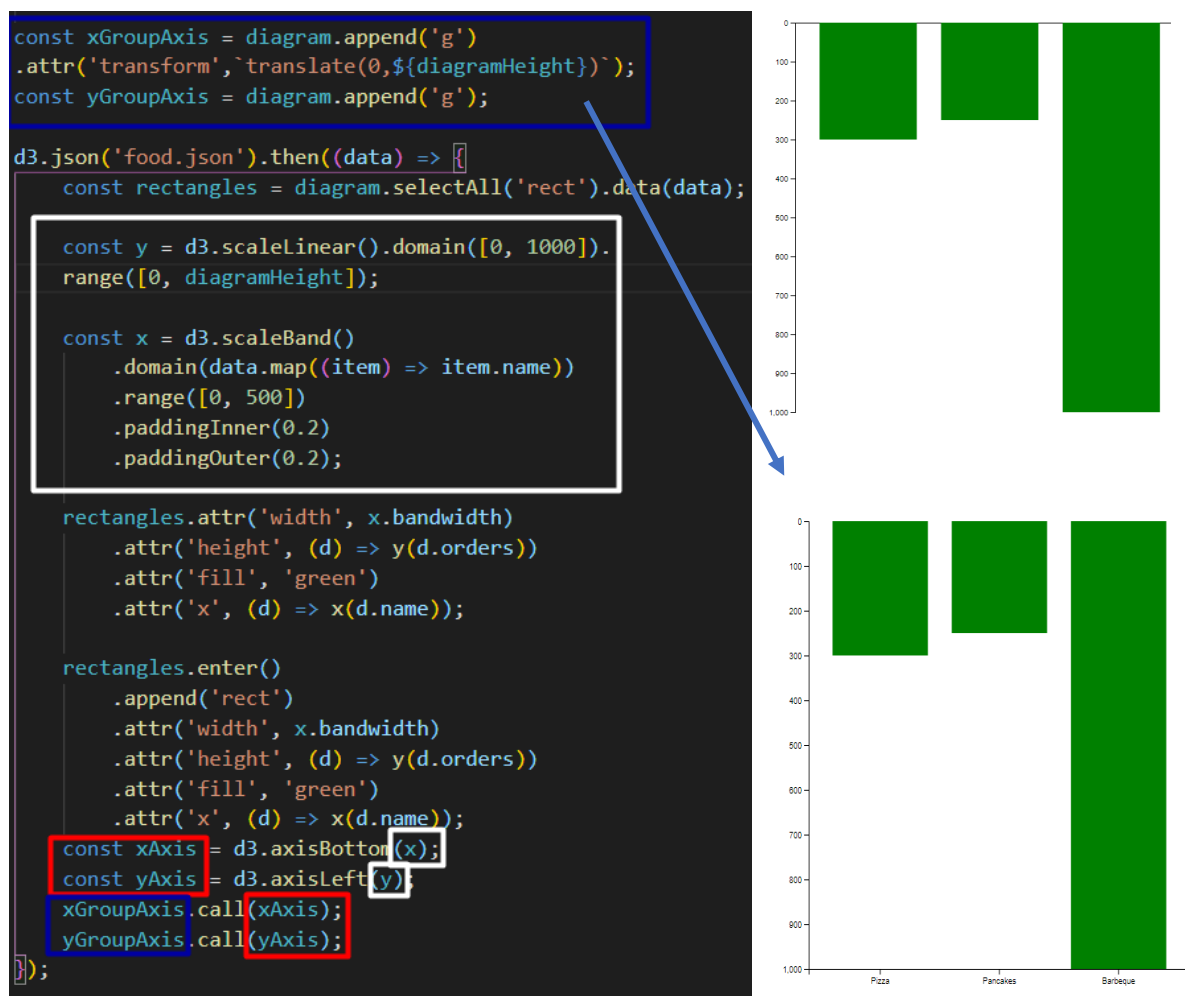 const xGroupAxis = diagram.append('g')
.attr('transform',`translate(0,${diagramHeight})`);
const yGroupAxis = diagram.append('g');
d3.json('food.json').then((data) => {
const rectangles = diagram.selectAll('rect').data(data);
const y = d3.scaleLinear().domain([0, 1000]).
range([0, diagramHeight]);
const x = d3.scaleBand()
.domain(data.map((item) => item.name))
.range([0, 500])
.paddingInner(0.2)
.paddingOuter(0.2);
rectangles.attr('width', x.bandwidth)
.attr('height', (d) => y(d.orders))
.attr('fill', 'green')
.attr('x', (d) => x(d.name));
rectangles.enter()
.append('rect')
.attr('width', x.bandwidth)
.attr('height', (d) => y(d.orders))
.attr('fill', 'green')
.attr('x', (d) => x(d.name));
const xAxis = d3.axisBottom(x);
const yAxis = d3.axisLeft(y);
xGroupAxis.call(xAxis);
yGroupAxis.call(yAxis);
});
0
100
200
300
400
500
600
700
800
900
1,000
0
100
200
300
400
500
600
700
800
900
1,000
Pizza Pancakes Barbeque